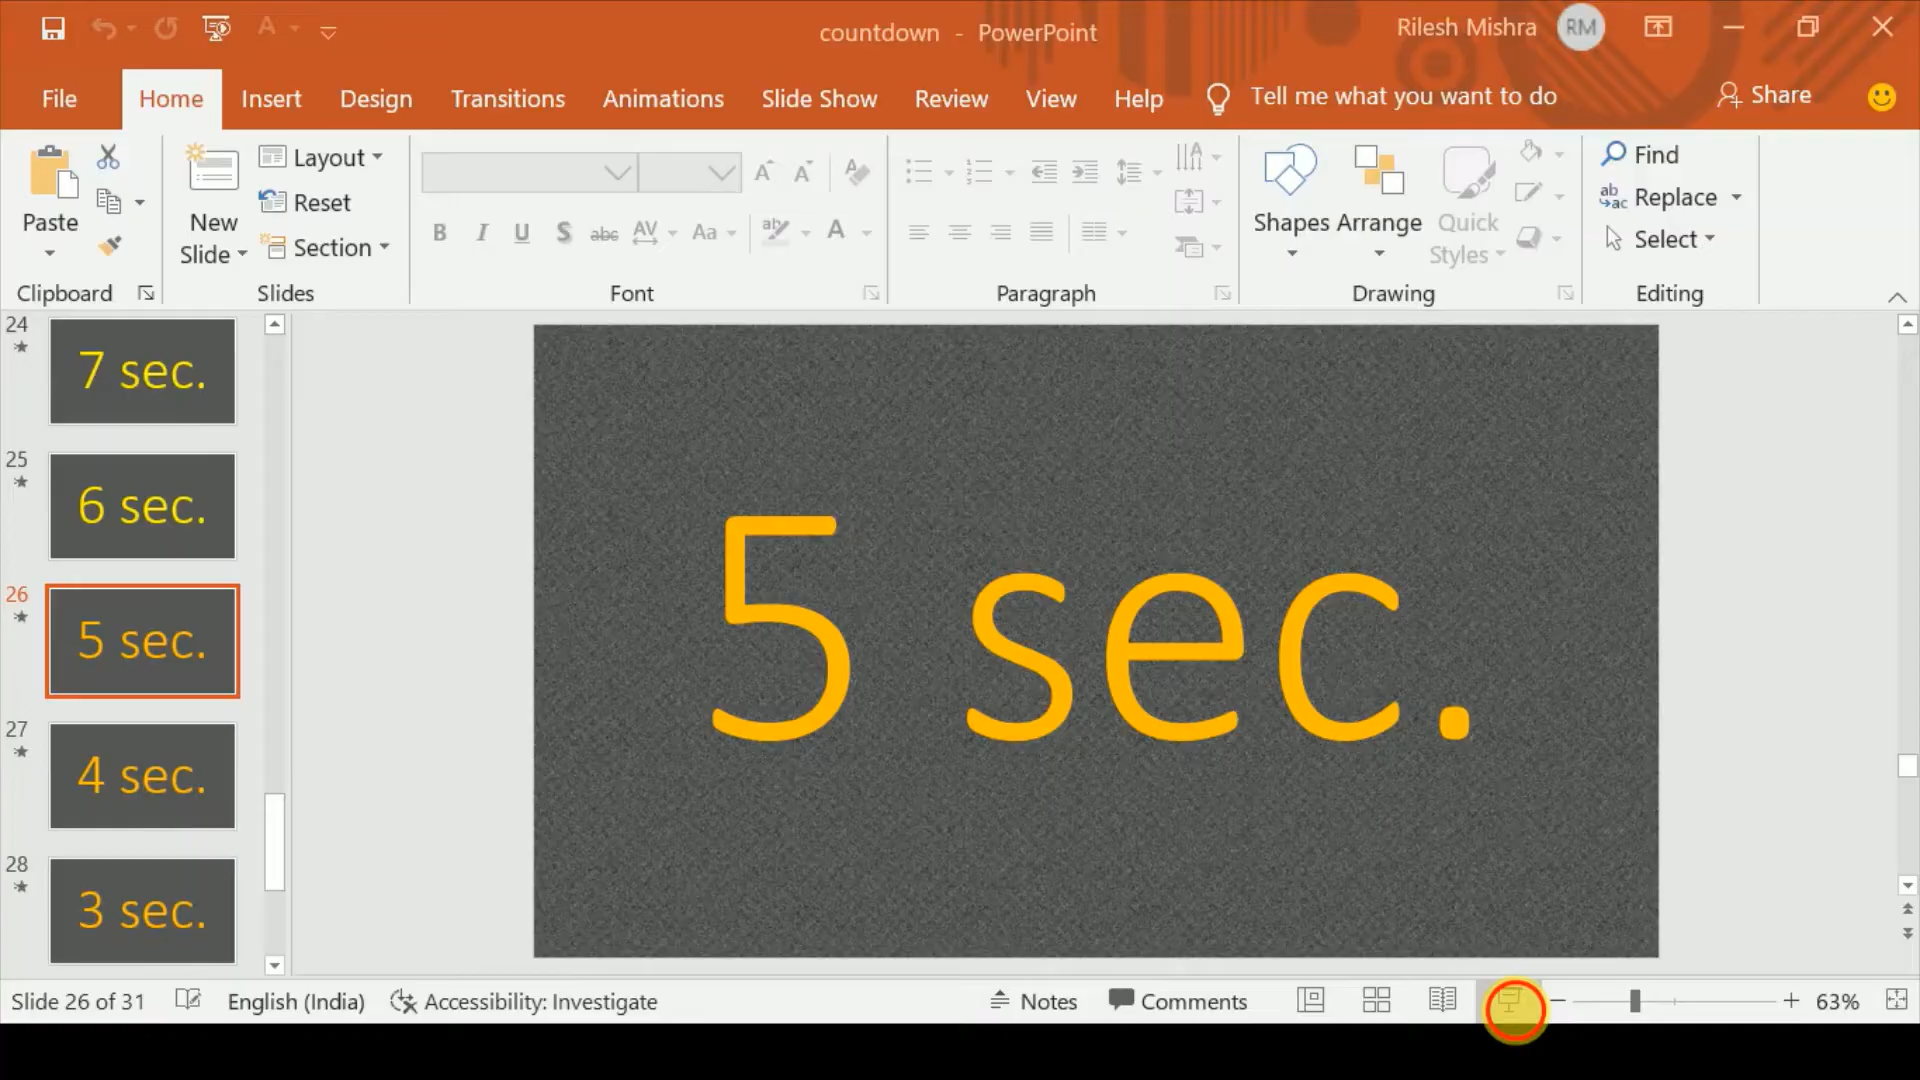 countdown - PowerPoint
Rilesh Mishra RM
File Home Insert Design Transitions Animations Slide Show Review View Help Tell me what you want to do Share
Paste
Clipboard
New Slide
Layout
Reset
Section
Slides
B I U S abc AV Aa A
Font
Paragraph
Shapes Arrange Quick Styles
Drawing
Find
Replace
Select
Editing
24
7 sec.
25
6 sec.
26
5 sec.
27
4 sec.
28
3 sec.
5 sec.
Slide 26 of 31 English (India) Accessibility: Investigate Notes Comments 63%